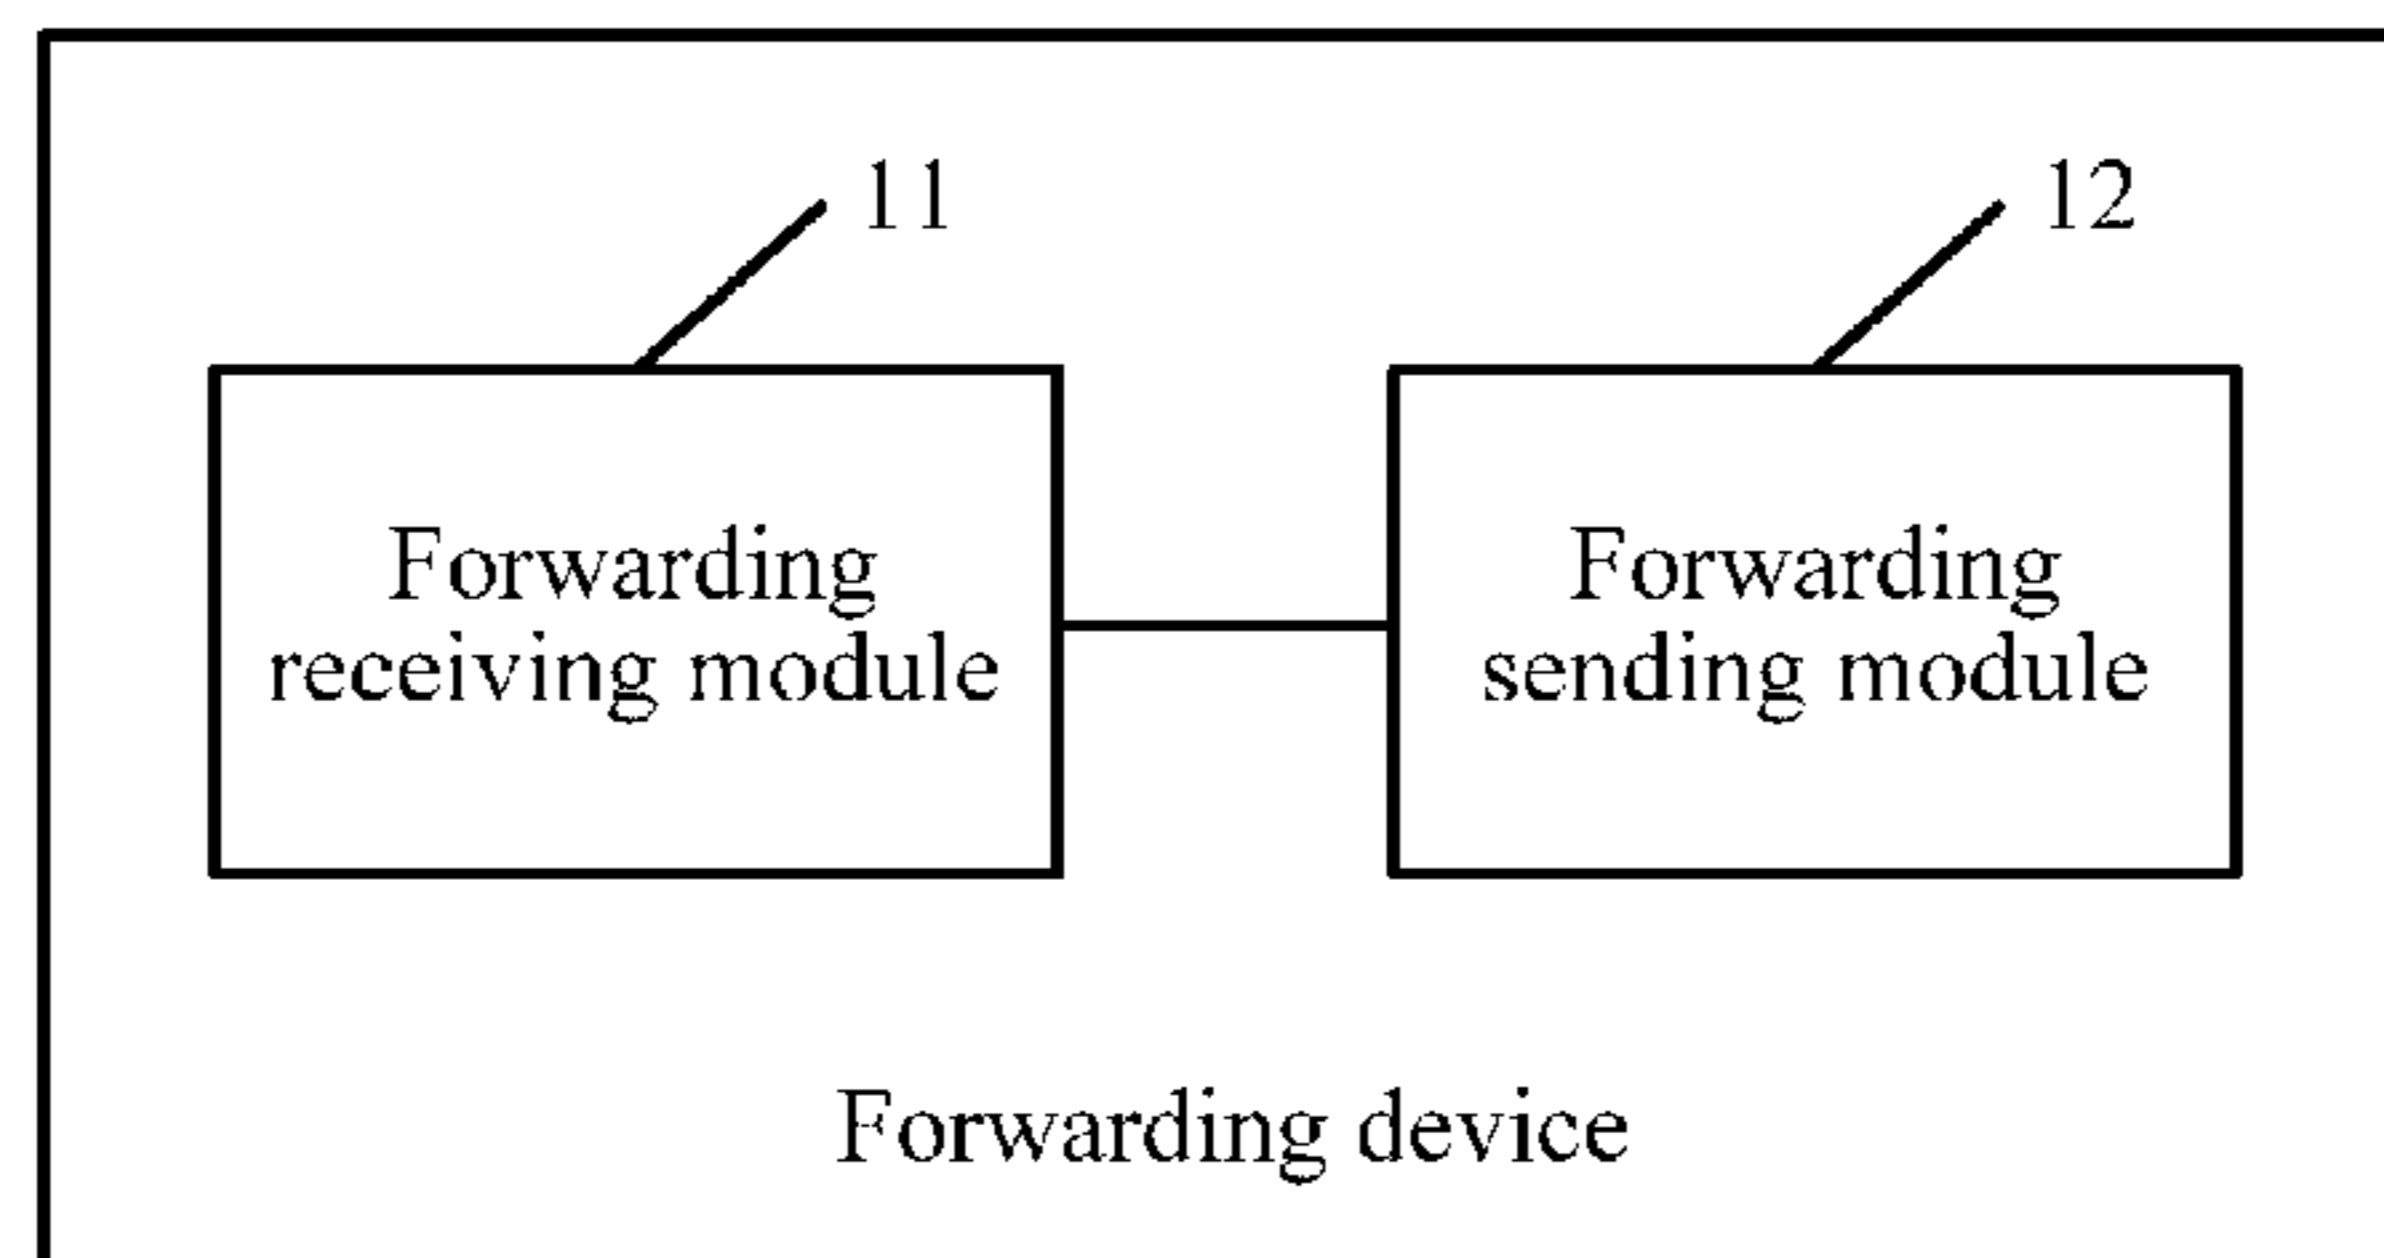 11
12
Forwarding
receiving module
Forwarding
sending module
Forwarding device